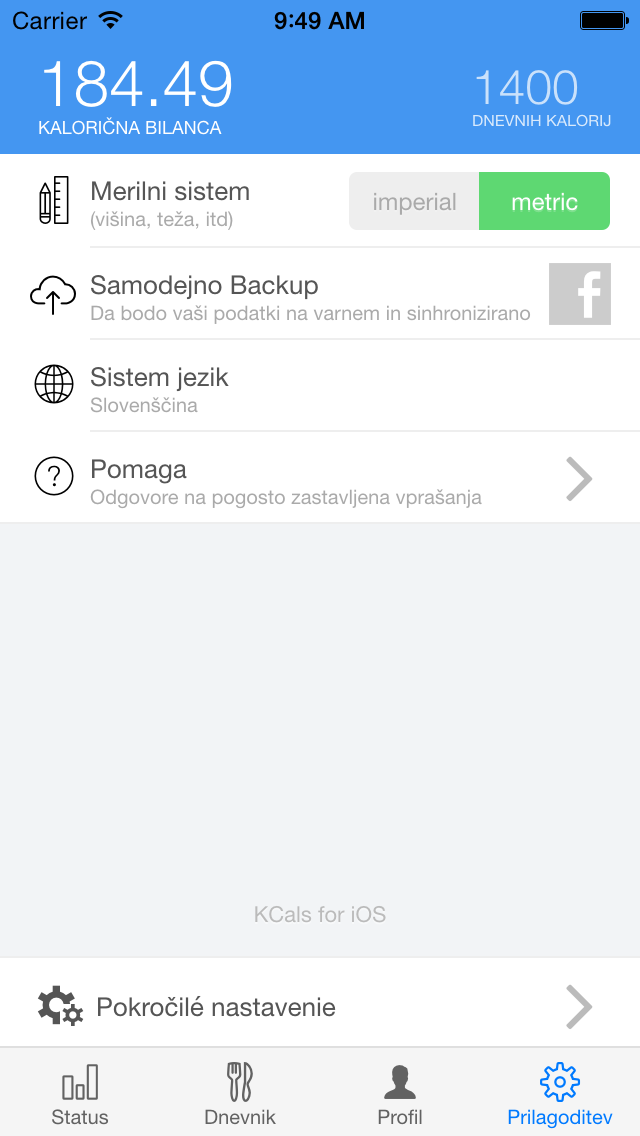 Carrier 9:49 AM
184.49 1400
KALORIČNA BILANCA DNEVNIH KALORIJ
Merilni sistem
(višina, teža, itd)
imperial metric
Samodejno Backup
Da bodo vaši podatki na varnem in sinhronizirano
f
Sistem jezik
Slovenščina
?
Pomaga
Odgovore na pogosto zastavljena vprašanja
KCals for iOS
Pokročilé nastavenie
Status Dnevnik Profil Prilagoditev